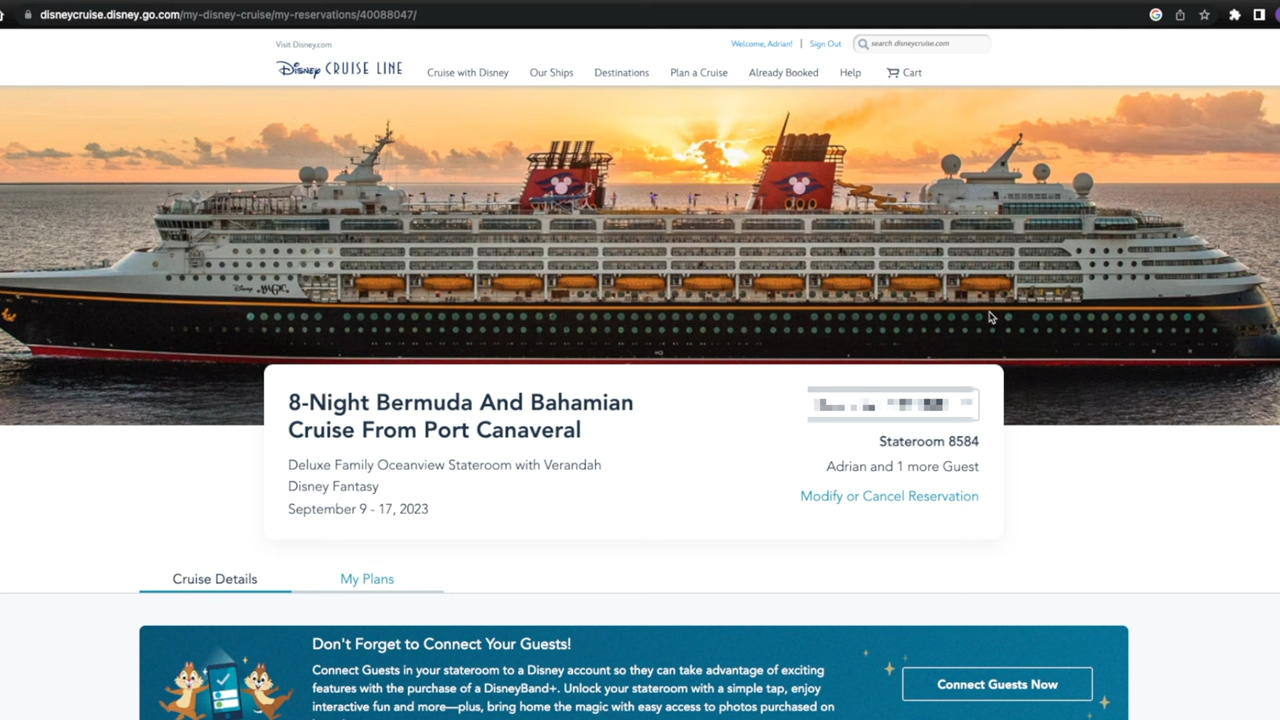 disneycruise.disney.go.com/my-disney-cruise/my-reservations/40088047/
Visit Disney.com
Welcome, Adrian! | Sign Out
search disneycruise.com
Disney CRUISE LINE
Cruise with Disney
Our Ships
Destinations
Plan a Cruise
Already Booked
Help
Cart
Disney MAGIC
8-Night Bermuda And Bahamian
Cruise From Port Canaveral
Deluxe Family Oceanview Stateroom with Verandah
Disney Fantasy
September 9 - 17, 2023
Stateroom 8584
Adrian and 1 more Guest
Modify or Cancel Reservation
Cruise Details
My Plans
Don't Forget to Connect Your Guests!
Connect Guests in your stateroom to a Disney account so they can take advantage of exciting
features with the purchase of a DisneyBand+. Unlock your stateroom with a simple tap, enjoy
interactive fun and more—plus, bring home the magic with easy access to photos purchased on
Connect Guests Now